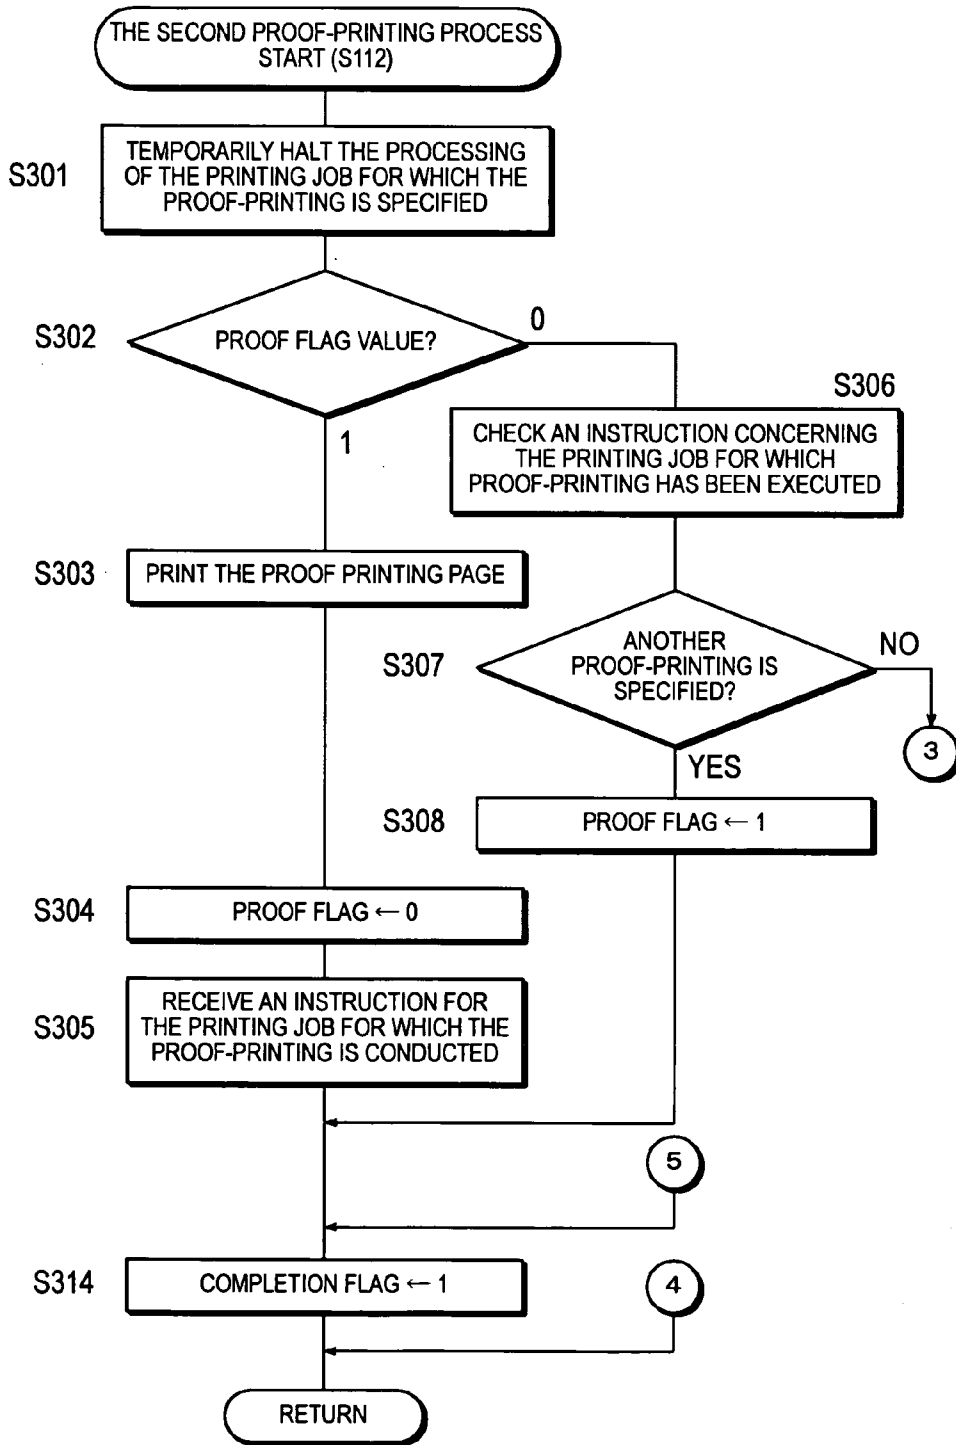 THE SECOND PROOF-PRINTING PROCESS
START (S112)
S301
TEMPORARILY HALT THE PROCESSING
OF THE PRINTING JOB FOR WHICH THE
PROOF-PRINTING IS SPECIFIED
S302
PROOF FLAG VALUE?
0
1
S306
CHECK AN INSTRUCTION CONCERNING
THE PRINTING JOB FOR WHICH
PROOF-PRINTING HAS BEEN EXECUTED
S303
PRINT THE PROOF PRINTING PAGE
S307
ANOTHER
PROOF-PRINTING IS
SPECIFIED?
NO
3
YES
S308
PROOF FLAG ← 1
S304
PROOF FLAG ← 0
S305
RECEIVE AN INSTRUCTION FOR
THE PRINTING JOB FOR WHICH THE
PROOF-PRINTING IS CONDUCTED
5
S314
COMPLETION FLAG ← 1
4
RETURN